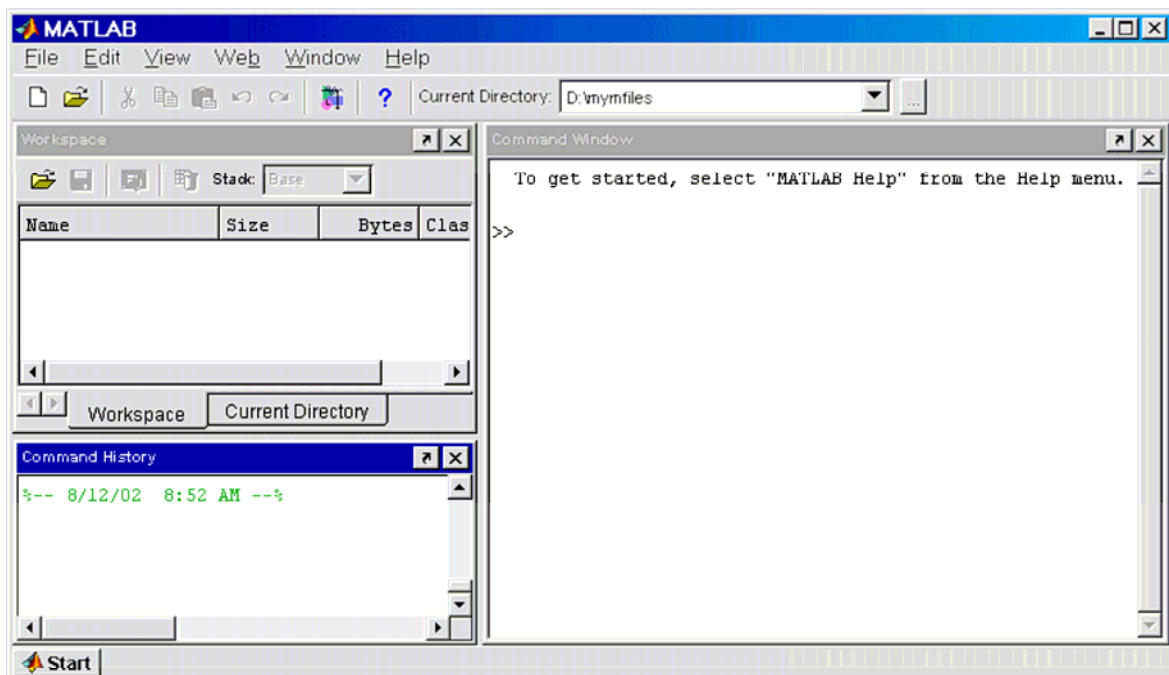 MATLAB
File Edit View Web Window Help
? Current Directory: D:\mymfiles ...
Workspace
Stack: Base
Name Size Bytes Clas
Workspace Current Directory
Command History
%-- 8/12/02 8:52 AM --%
Command Window
To get started, select "MATLAB Help" from the Help menu.
>>
Start